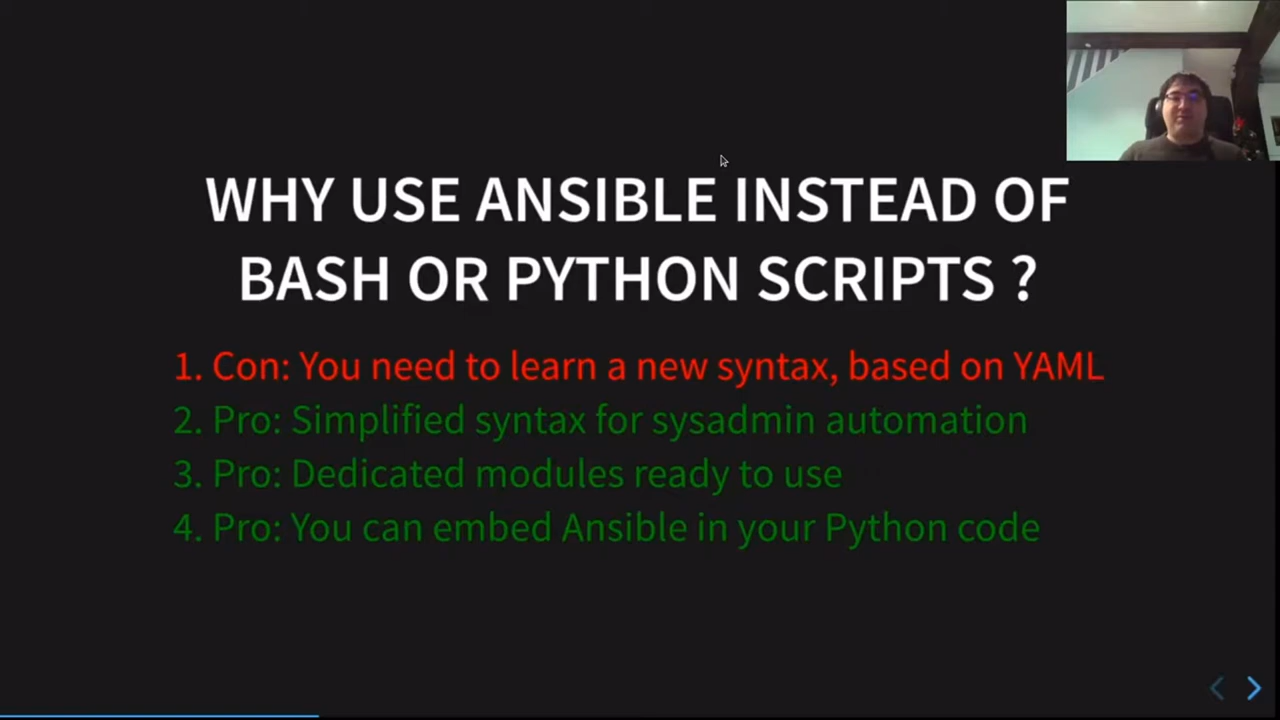 WHY USE ANSIBLE INSTEAD OF
BASH OR PYTHON SCRIPTS ?
1. Con: You need to learn a new syntax, based on YAML
2. Pro: Simplified syntax for sysadmin automation
3. Pro: Dedicated modules ready to use
4. Pro: You can embed Ansible in your Python code